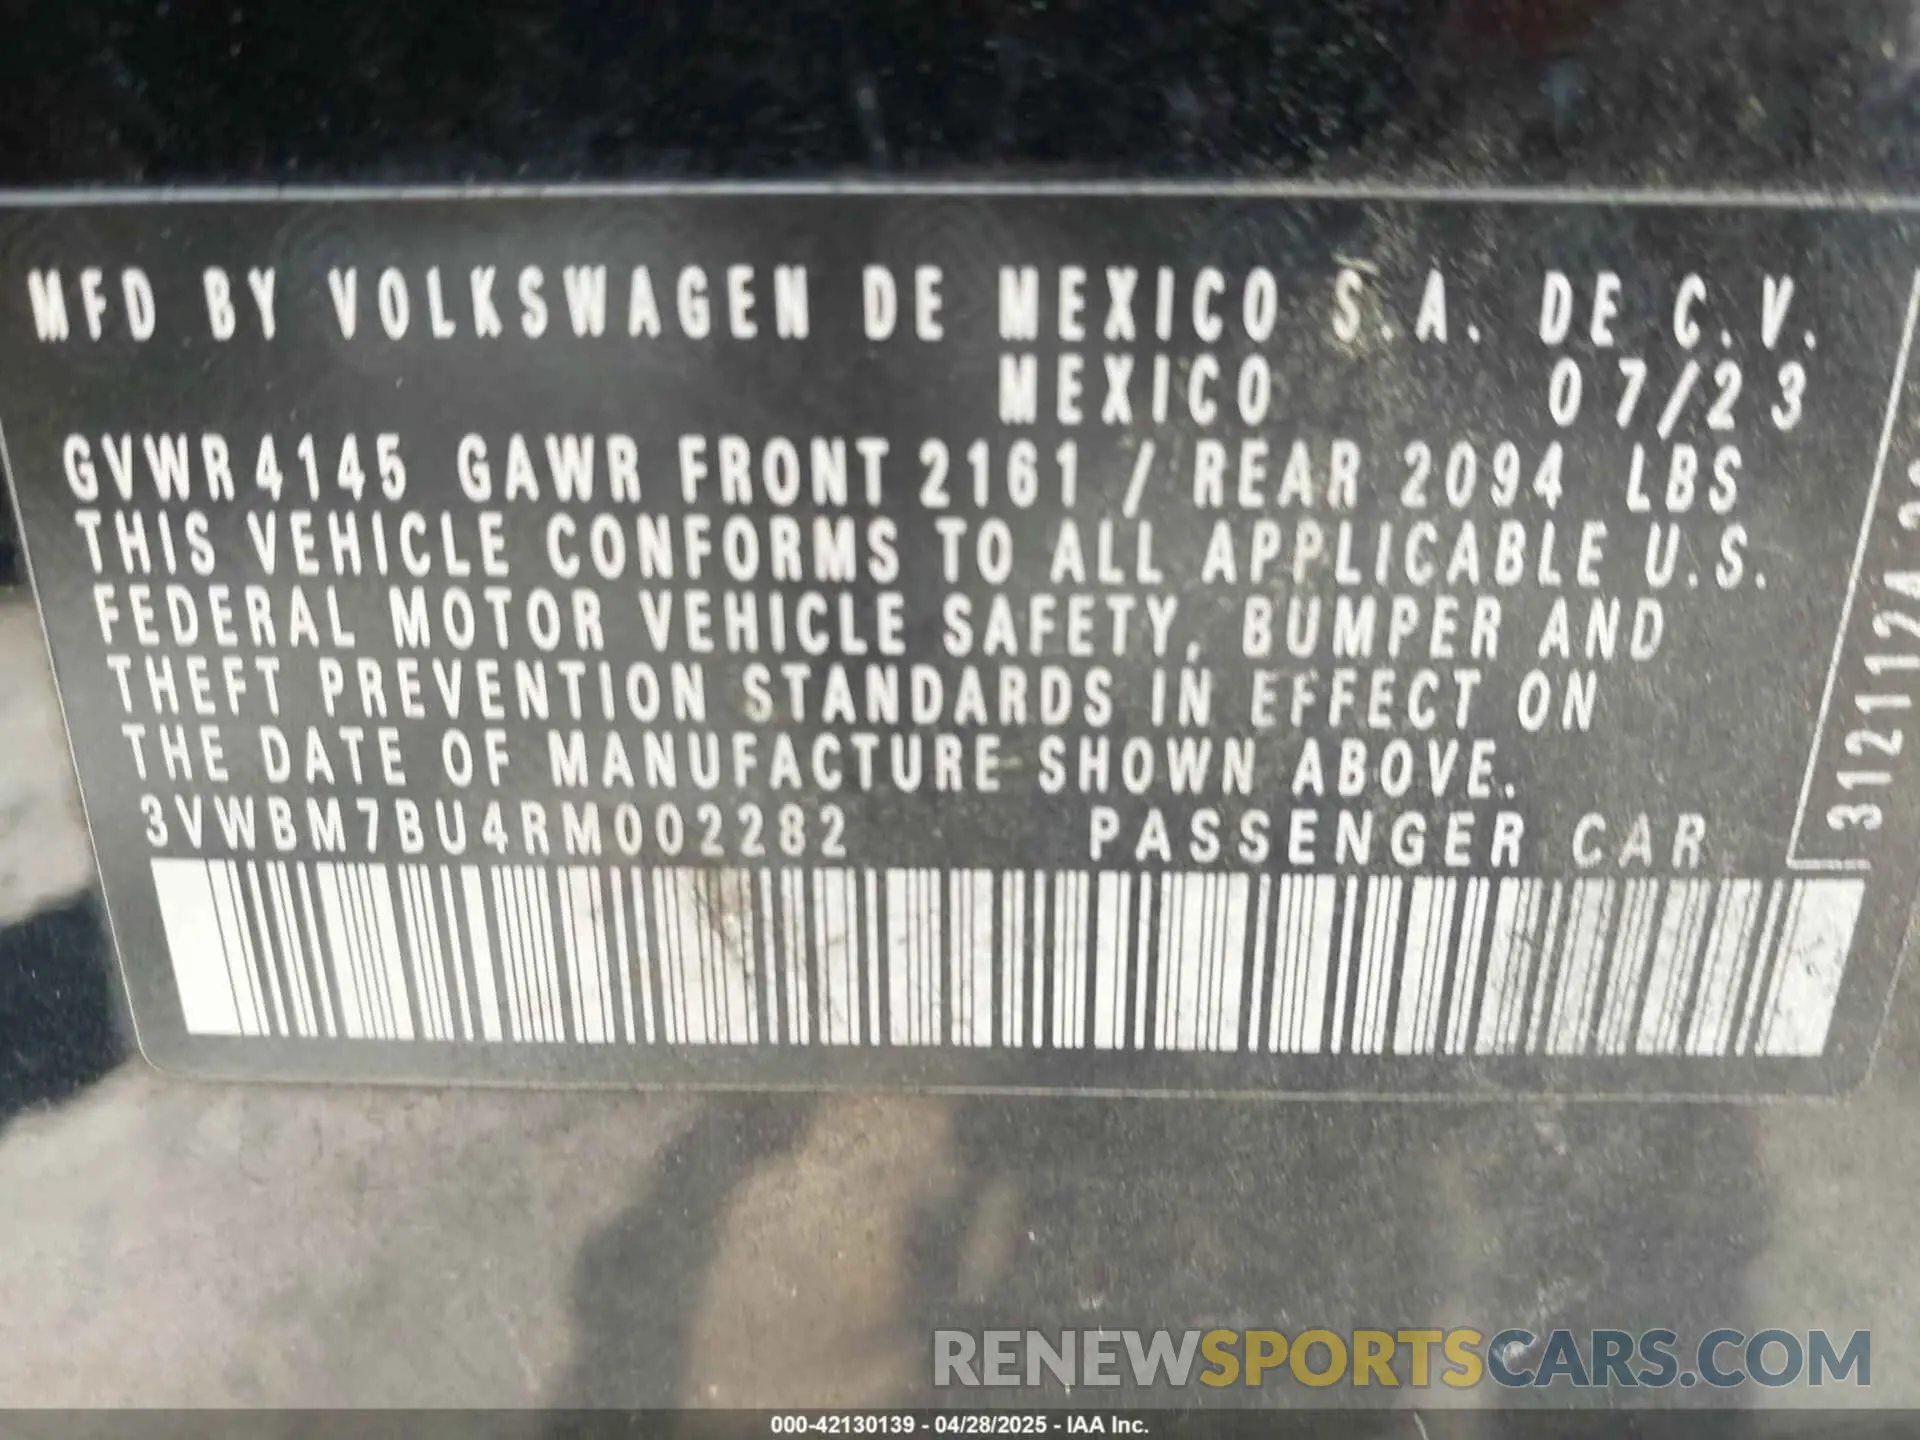 MFD BY VOLKSWAGEN DE MEXICO S.A. DE C.V.
MEXICO 07/23
GVWR 4145 GAWR FRONT 2161 / REAR 2094 LBS
THIS VEHICLE CONFORMS TO ALL APPLICABLE U.S.
FEDERAL MOTOR VEHICLE SAFETY, BUMPER AND
THEFT PREVENTION STANDARDS IN EFFECT ON
THE DATE OF MANUFACTURE SHOWN ABOVE.
3VWBM7BU4RM002282 PASSENGER CAR
RENEWSPORTSCARS.COM
000-42130139 - 04/28/2025 - IAA Inc.